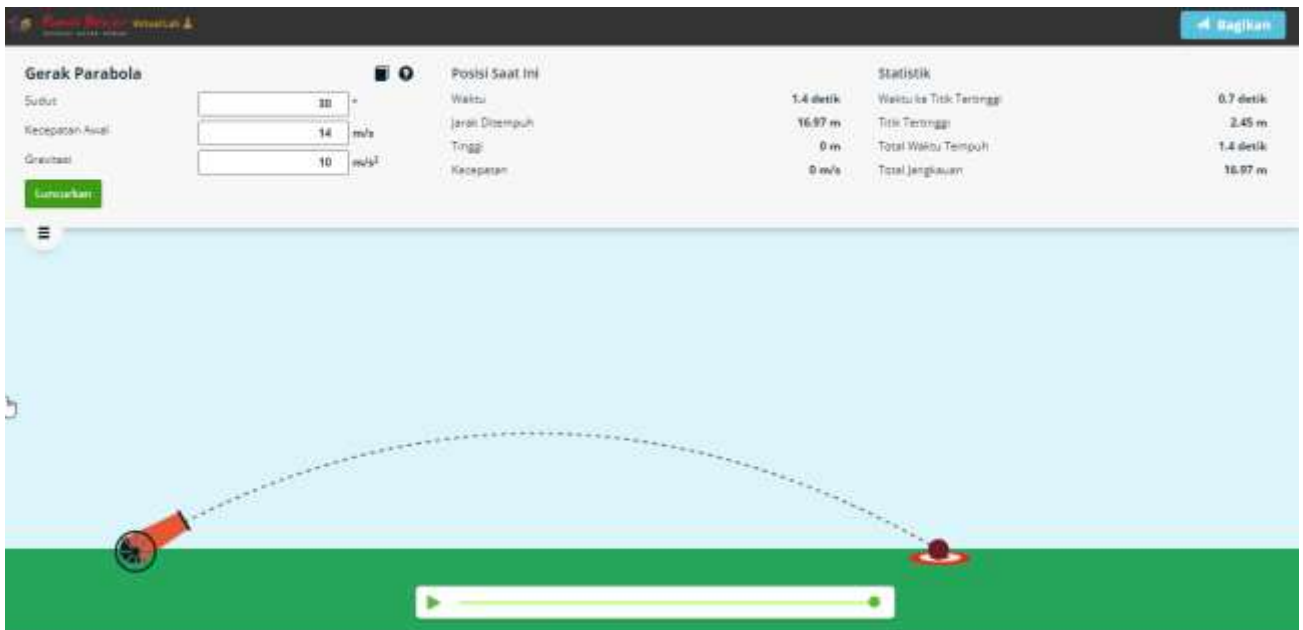 Bagikan
Gerak Parabola
Sudut 30 °
Kecepatan Awal 14 m/s
Gravitasi 10 m/s²
Luncurkan
Posisi Saat Ini
Waktu 1.4 detik
Jarak Ditempuh 16.97 m
Tinggi 0 m
Kecepatan 0 m/s
Statistik
Waktu ke Titik Tertinggi 0.7 detik
Titik Tertinggi 2.45 m
Total Waktu Tempuh 1.4 detik
Total Jangkauan 16.97 m